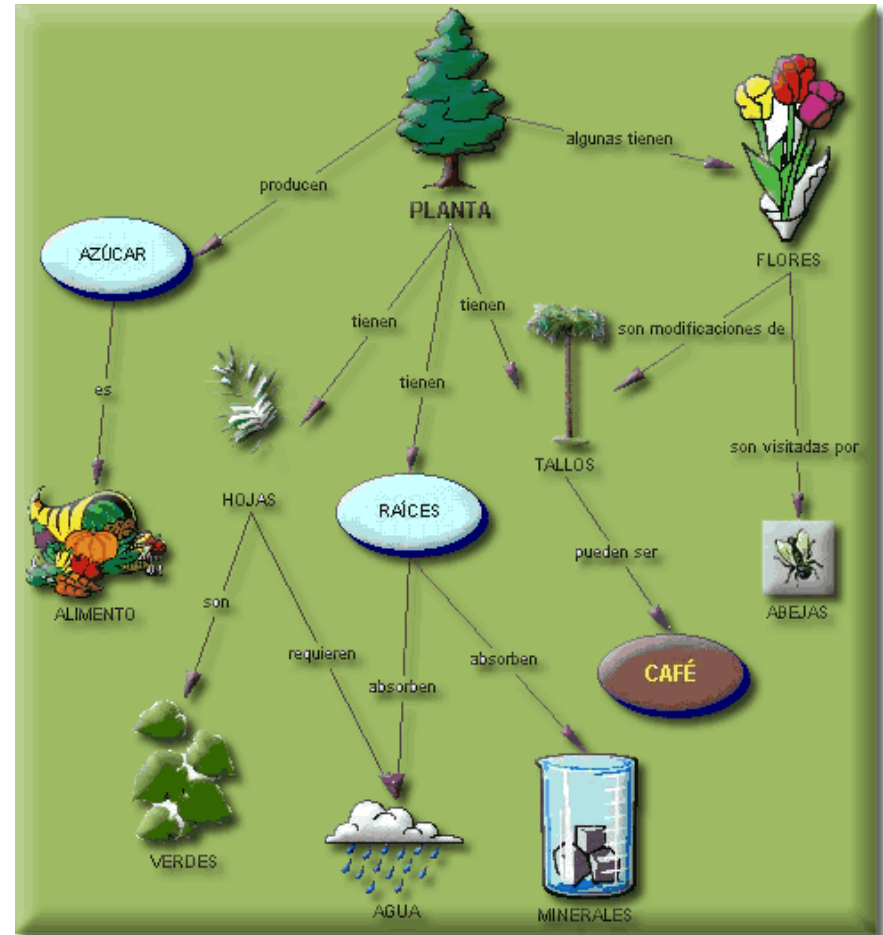 algunas tienen
producen
PLANTA
AZÚCAR
FLORES
tienen
tienen
son modificaciones de
es
tienen
son visitadas por
TALLOS
HOJAS
RAÍCES
pueden ser
son
ALIMENTO
ABEJAS
requieren
absorben
CAFÉ
absorben
VERDES
AGUA
MINERALES